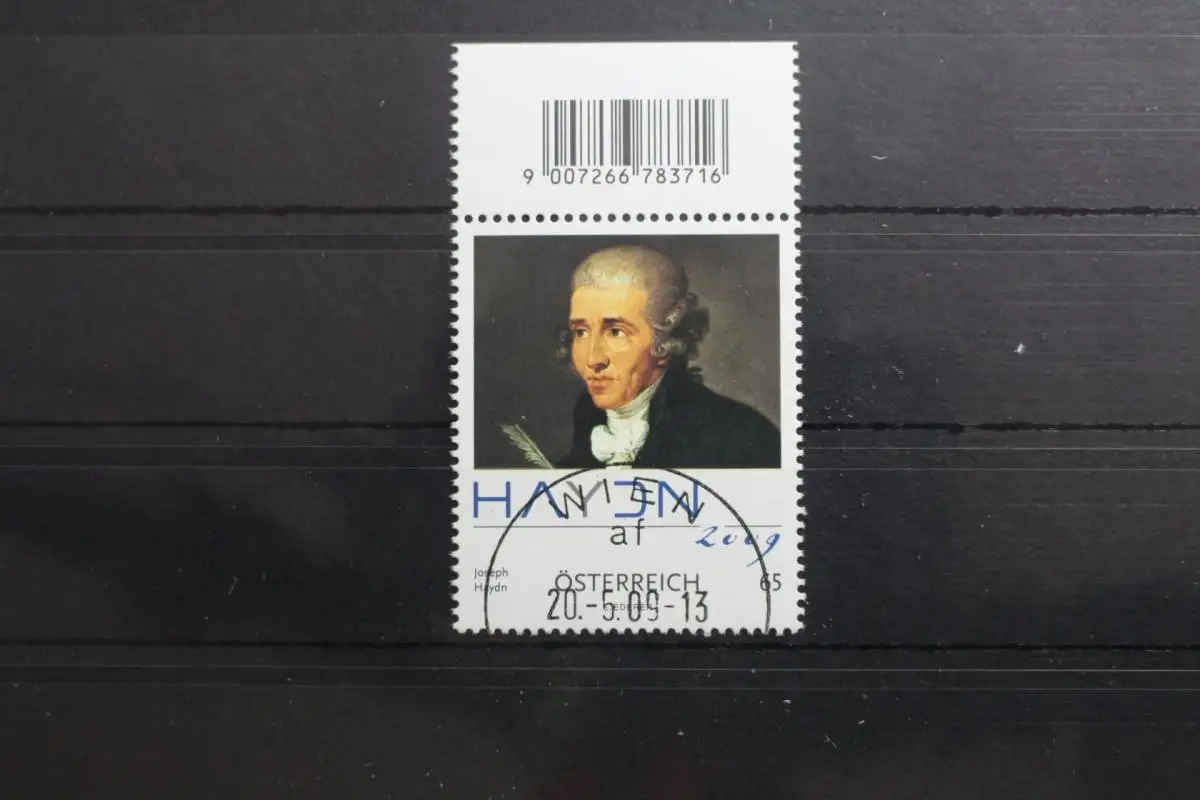 9 007266 783716
HAYDN
WIEN
af
2009
Joseph
Haydn
ÖSTERREICH
65
20.-5.09-13